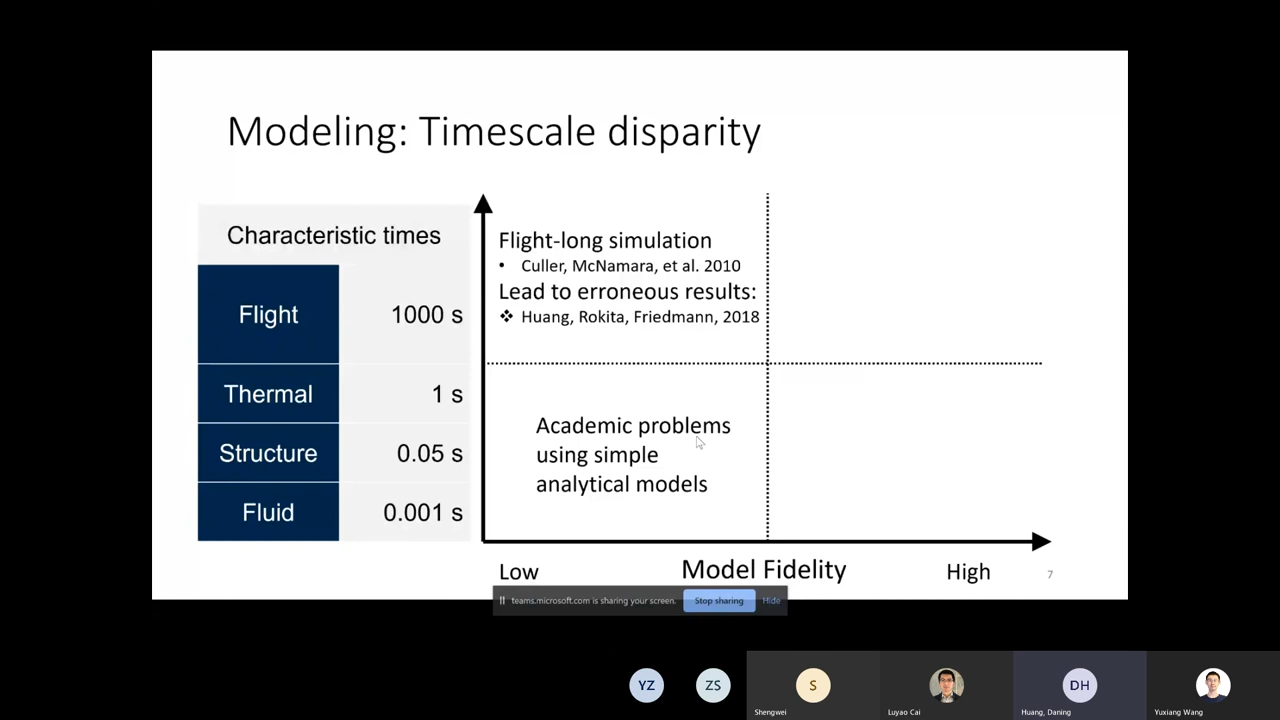 Modeling: Timescale disparity
Characteristic times
Flight 1000 s
Thermal 1 s
Structure 0.05 s
Fluid 0.001 s
Flight-long simulation
• Culler, McNamara, et al. 2010
Lead to erroneous results:
❖ Huang, Rokita, Friedmann, 2018
Academic problems
using simple
analytical models
Low Model Fidelity High
7
teams.microsoft.com is sharing your screen. Stop sharing Hide
YZ ZS S DH
Shengwei Luyao Cai Huang, Daning Yuxiang Wang